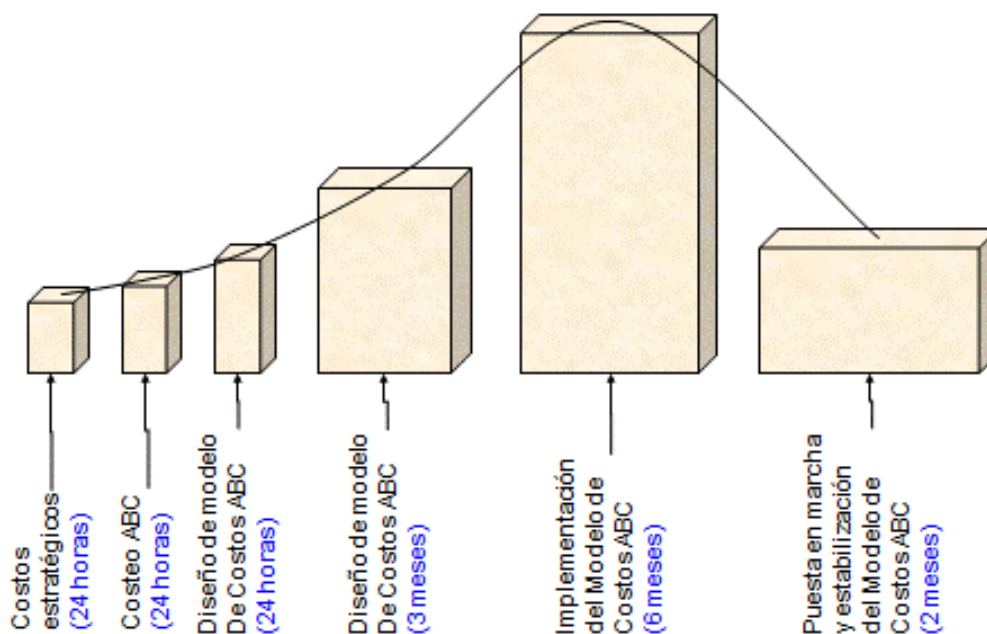 Costos
estratégicos
(24 horas)
Costeo ABC
(24 horas)
Diseño de modelo
De Costos ABC
(24 horas)
Diseño de modelo
De Costos ABC
(3 meses)
Implementación
del Modelo de
Costos ABC
(6 meses)
Puesta en marcha
y estabilización
del Modelo de
Costos ABC
(2 meses)